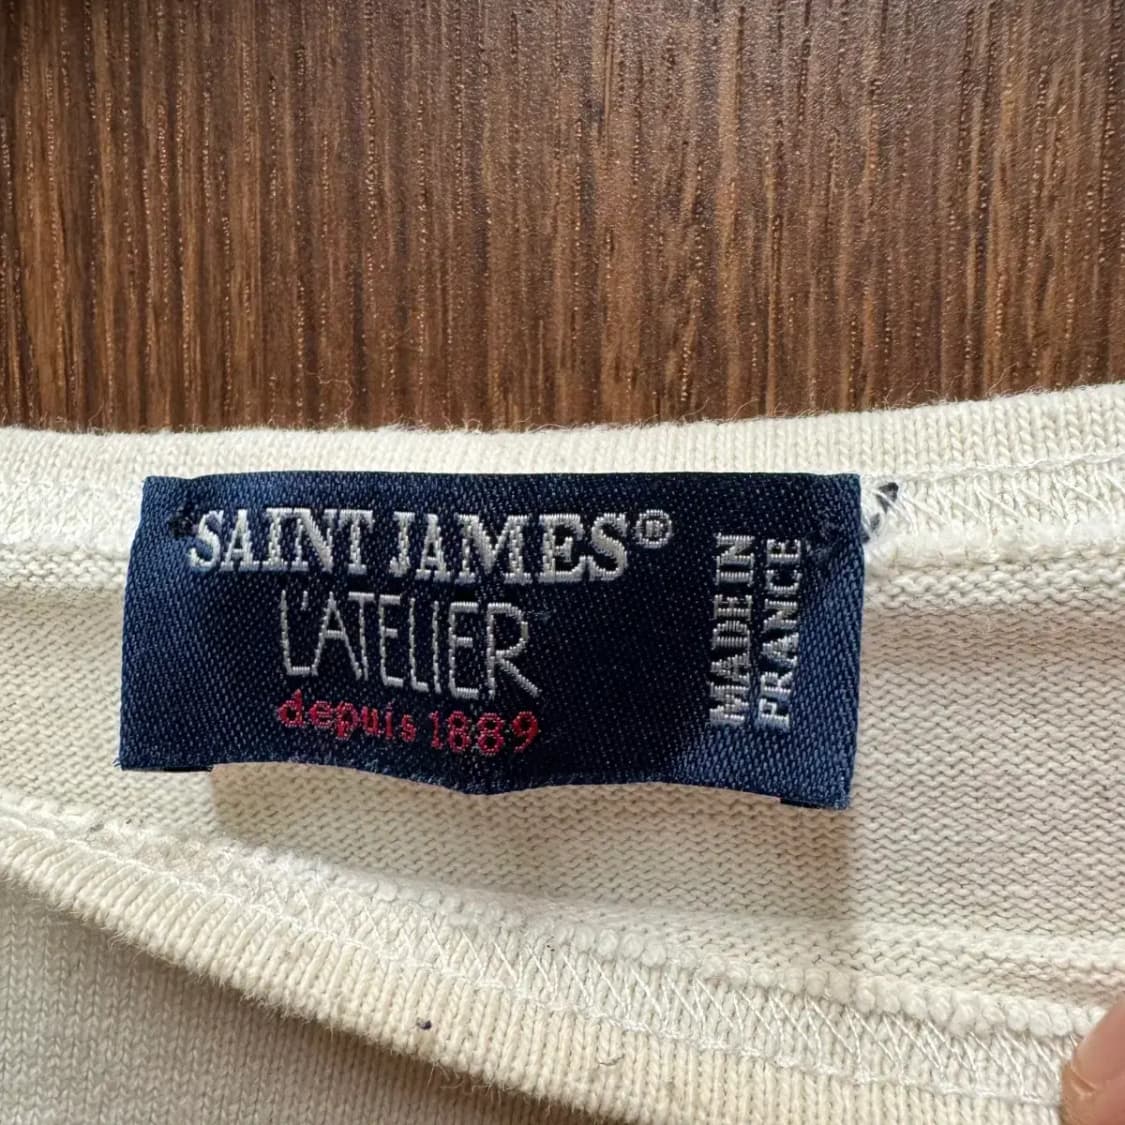 SAINT JAMES®
L'ATELIER
depuis 1889
MADE IN
FRANCE